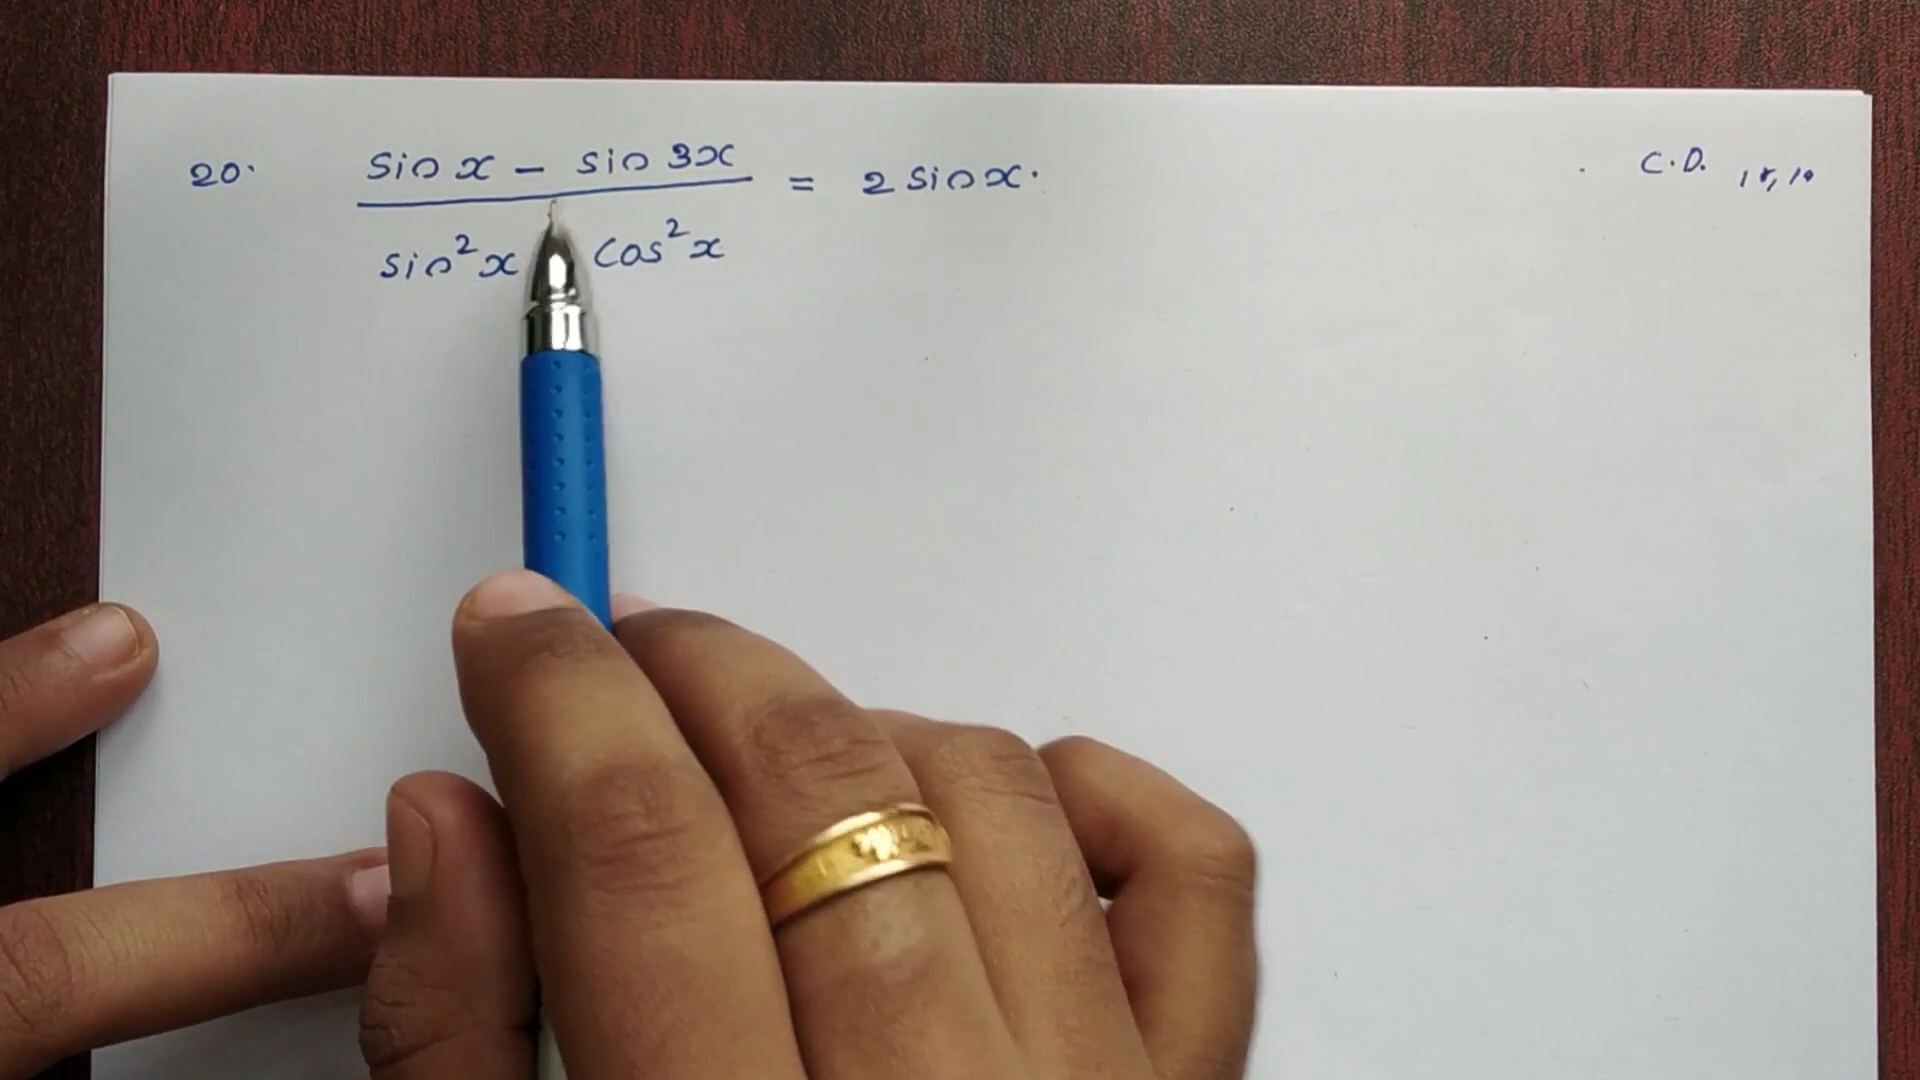 20. sin x - sin 3x = 2 sin x. C.D.
sin²x cos²x